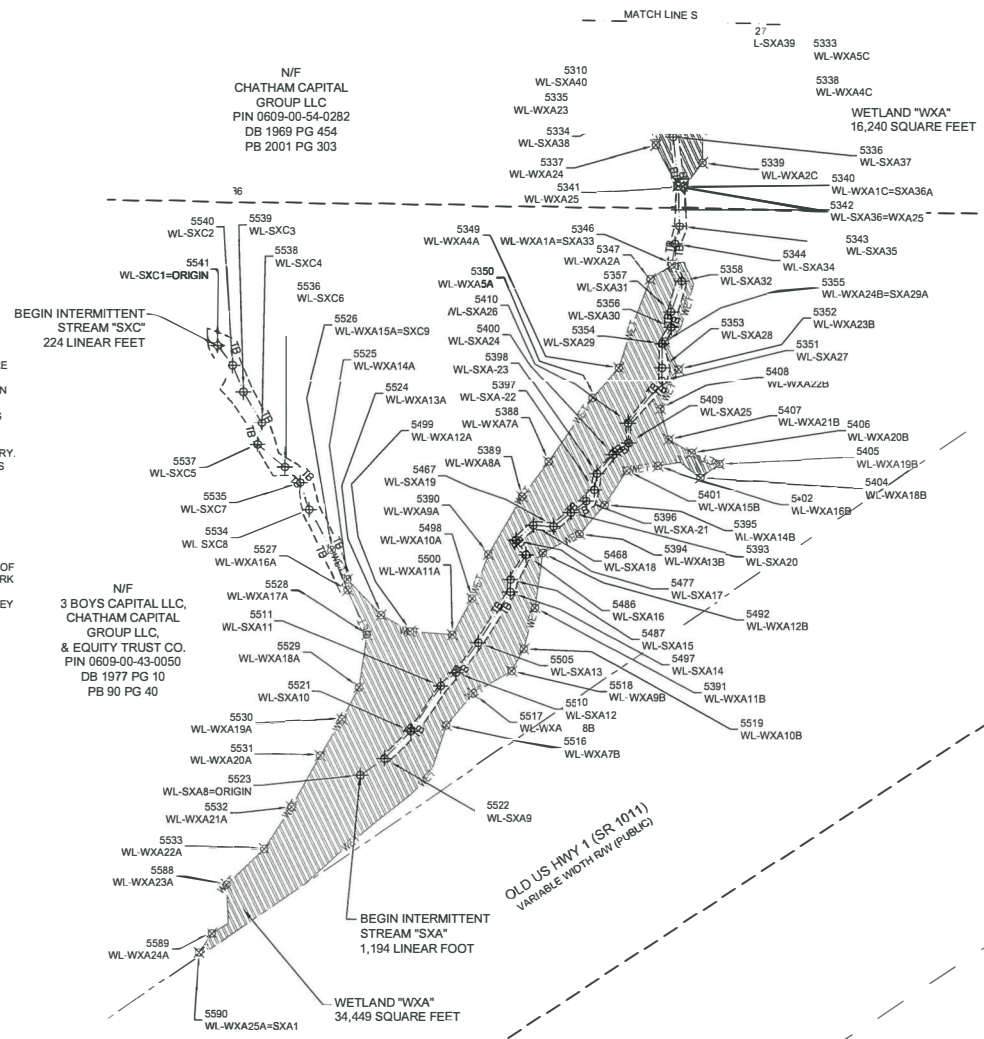 MATCH LINE S
27
L-SXA39
5333
WL-WXA5C
5338
WL-WXA4C
WETLAND "WXA"
16,240 SQUARE FEET
N/F
CHATHAM CAPITAL
GROUP LLC
PIN 0609-00-54-0282
DB 1969 PG 454
PB 2001 PG 303
5310
WL-SXA40
5335
WL-WXA23
5334
WL-SXA38
5337
WL-WXA24
5341
WL-WXA25
5336
WL-SXA37
5339
WL-WXA2C
5340
WL-WXA1C=SXA36A
5342
WL-SXA36=WXA25
5343
WL-SXA35
5344
WL-SXA34
36
5540
WL-SXC2
5539
WL-SXC3
5541
WL-SXC1=ORIGIN
5538
WL-SXC4
5536
WL-SXC6
BEGIN INTERMITTENT
STREAM "SXC"
224 LINEAR FEET
5349
WL-WXA4A
5346
WL-WXA1A=SXA33
5347
WL-WXA2A
5350
WL-WXA5A
5357
WL-SXA31
5358
WL-SXA32
5410
WL-SXA26
5356
WL-SXA30
5355
WL-WXA24B=SXA29A
5400
WL-SXA24
5354
WL-SXA29
5353
WL-SXA28
5352
WL-WXA23B
5398
WL-SXA-23
5351
WL-SXA27
5397
WL-SXA-22
5408
WL-WXA22B
5388
WL-WXA7A
5409
WL-SXA25
5407
WL-WXA21B
5406
WL-WXA20B
5405
WL-WXA19B
5404
WL-WXA18B
5402
WL-WXA16B
5401
WL-WXA15B
5526
WL-WXA15A=SXC9
5525
WL-WXA14A
5524
WL-WXA13A
5499
WL-WXA12A
5389
WL-WXA8A
5467
WL-SXA19
5390
WL-WXA9A
5498
WL-WXA10A
5500
WL-WXA11A
5396
WL-SXA-21
5395
WL-WXA14B
5394
WL-WXA13B
5393
WL-SXA20
5468
WL-SXA18
5477
WL-SXA17
5492
WL-WXA12B
5486
WL-SXA16
5487
WL-SXA15
5497
WL-SXA14
5391
WL-WXA11B
5537
WL-SXC5
5535
WL-SXC7
5534
WL SXC8
5527
WL-WXA16A
5528
WL-WXA17A
5511
WL-SXA11
5529
WL-WXA18A
5521
WL-SXA10
5530
WL-WXA19A
5531
WL-WXA20A
5523
WL-SXA8=ORIGIN
5532
WL-WXA21A
5533
WL-WXA22A
5588
WL-WXA23A
5589
WL-WXA24A
5590
WL-WXA25A=SXA1
N/F
3 BOYS CAPITAL LLC,
CHATHAM CAPITAL
GROUP LLC,
& EQUITY TRUST CO.
PIN 0609-00-43-0050
DB 1977 PG 10
PB 90 PG 40
5505
WL-SXA13
5518
WL-WXA9B
5519
WL-WXA10B
5510
WL-SXA12
5517
WL-WXA 8B
5516
WL-WXA7B
5522
WL-SXA9
OLD US HWY 1 (SR 1011)
VARIABLE WIDTH R/W (PUBLIC)
BEGIN INTERMITTENT
STREAM "SXA"
1,194 LINEAR FOOT
WETLAND "WXA"
34,449 SQUARE FEET